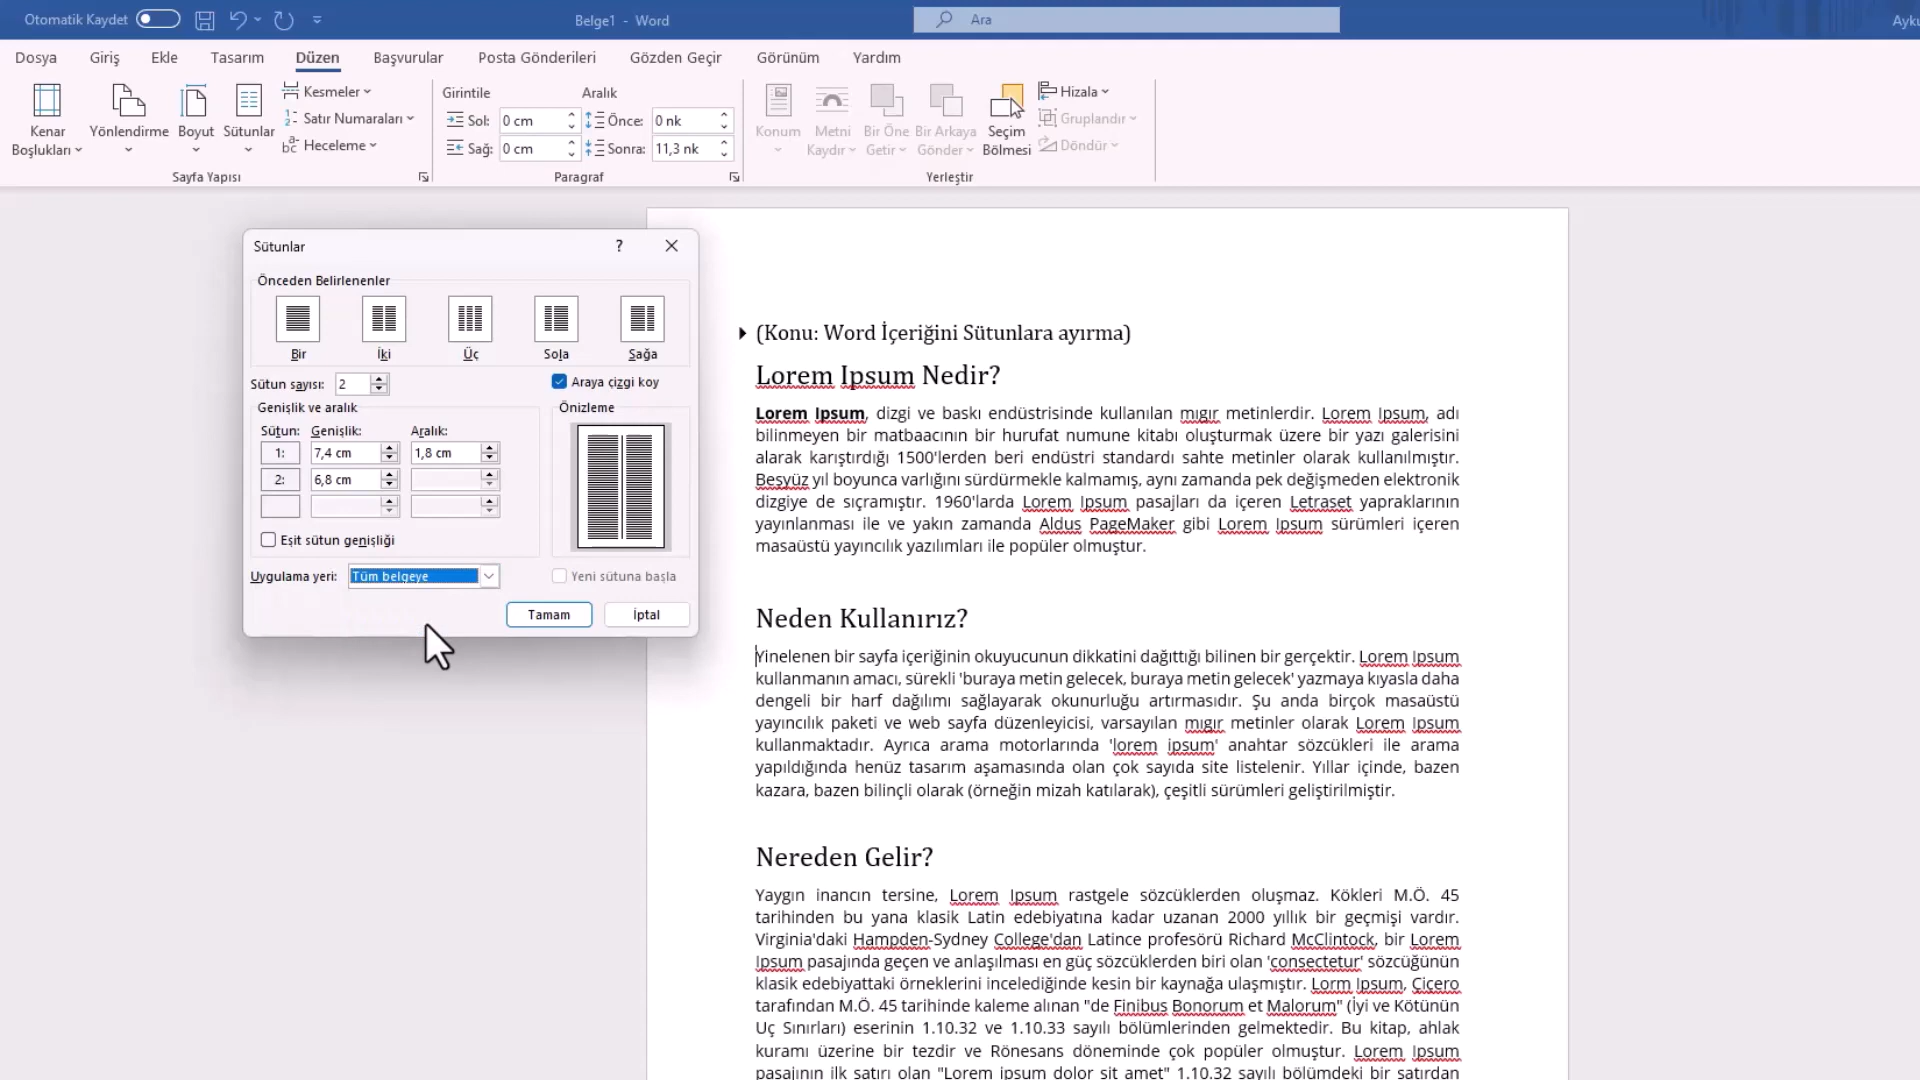 Otomatik Kaydet
Belge1 - Word
Ara
Dosya Giriş Ekle Tasarım Düzen Başvurular Posta Gönderileri Gözden Geçir Görünüm Yardım
Kenar Boşlukları
Yönlendirme
Boyut
Sütunlar
Kesmeler
Satır Numaraları
Heceleme
Sayfa Yapısı
Girintile
Sol: 0 cm
Sağ: 0 cm
Aralık
Önce: 0 nk
Sonra: 11,3 nk
Paragraf
Konum
Metni Kaydır
Bir Öne Getir
Bir Arkaya Gönder
Seçim Bölmesi
Hizala
Gruplandır
Döndür
Yerleştir
Sütunlar ?
Önceden Belirlenenler
Bir İki Üç Sola Sağa
Sütun sayısı: 2
Araya çizgi koy
Genişlik ve aralık
Sütun: Genişlik: Aralık:
1: 7,4 cm 1,8 cm
2: 6,8 cm
Eşit sütun genişliği
Önizleme
Uygulama yeri: Tüm belgeye
Yeni sütuna başla
Tamam İptal
(Konu: Word İçeriğini Sütunlara ayırma)
Lorem Ipsum Nedir?
Lorem Ipsum, dizgi ve baskı endüstrisinde kullanılan mıgır metinlerdir. Lorem Ipsum, adı
bilinmeyen bir matbaacının bir hurufat numune kitabı oluşturmak üzere bir yazı galerisini
alarak karıştırdığı 1500'lerden beri endüstri standardı sahte metinler olarak kullanılmıştır.
Beşyüz yıl boyunca varlığını sürdürmekle kalmamış, aynı zamanda pek değişmeden elektronik
dizgiye de sıçramıştır. 1960'larda Lorem Ipsum pasajları da içeren Letraset yapraklarının
yayınlanması ile ve yakın zamanda Aldus PageMaker gibi Lorem Ipsum sürümleri içeren
masaüstü yayıncılık yazılımları ile popüler olmuştur.
Neden Kullanırız?
Yinelenen bir sayfa içeriğinin okuyucunun dikkatini dağıttığı bilinen bir gerçektir. Lorem Ipsum
kullanmanın amacı, sürekli 'buraya metin gelecek, buraya metin gelecek' yazmaya kıyasla daha
dengeli bir harf dağılımı sağlayarak okunurluğu artırmasıdır. Şu anda birçok masaüstü
yayıncılık paketi ve web sayfa düzenleyicisi, varsayılan mıgır metinler olarak Lorem Ipsum
kullanmaktadır. Ayrıca arama motorlarında 'lorem ipsum' anahtar sözcükleri ile arama
yapıldığında henüz tasarım aşamasında olan çok sayıda site listelenir. Yıllar içinde, bazen
kazara, bazen bilinçli olarak (örneğin mizah katılarak), çeşitli sürümleri geliştirilmiştir.
Nereden Gelir?
Yaygın inancın tersine, Lorem Ipsum rastgele sözcüklerden oluşmaz. Kökleri M.Ö. 45
tarihinden bu yana klasik Latin edebiyatına kadar uzanan 2000 yıllık bir geçmişi vardır.
Virginia'daki Hampden-Sydney College'dan Latince profesörü Richard McClintock, bir Lorem
Ipsum pasajında geçen ve anlaşılması en güç sözcüklerden biri olan 'consectetur' sözcüğünün
klasik edebiyattaki örneklerini incelediğinde kesin bir kaynağa ulaşmıştır. Lorm Ipsum, Çiçero
tarafından M.Ö. 45 tarihinde kaleme alınan "de Finibus Bonorum et Malorum" (İyi ve Kötünün
Uç Sınırları) eserinin 1.10.32 ve 1.10.33 sayılı bölümlerinden gelmektedir. Bu kitap, ahlak
kuramı üzerine bir tezdir ve Rönesans döneminde çok popüler olmuştur. Lorem Ipsum
pasajının ilk satırı olan "Lorem ipsum dolor sit amet" 1.10.32 sayılı bölümdeki bir satırdan